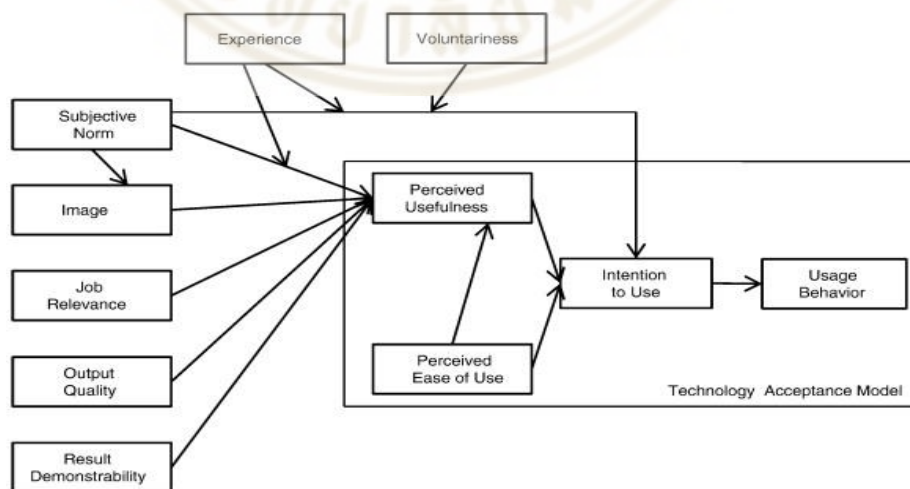 Experience
Voluntariness
Subjective
Norm
Image
Job
Relevance
Output
Quality
Result
Demonstrability
Perceived
Usefulness
Perceived
Ease of Use
Intention
to Use
Usage
Behavior
Technology Acceptance Model